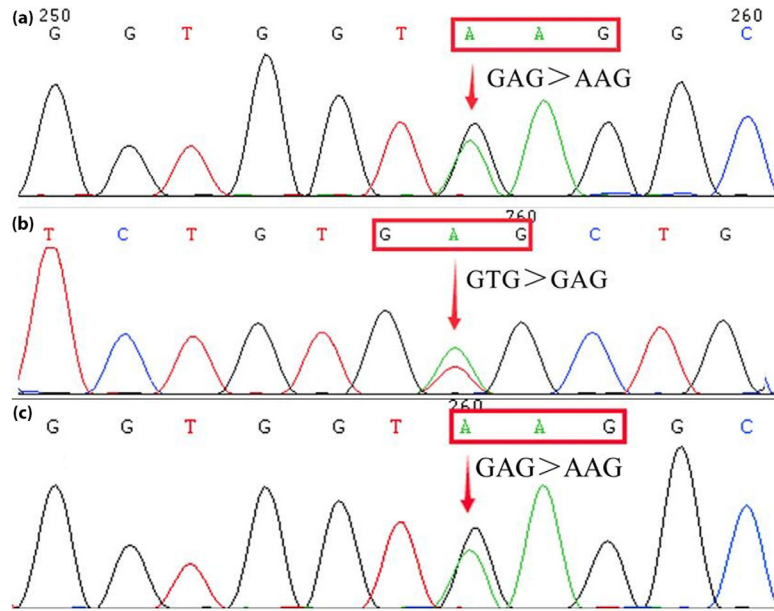 (a) 250 260
G G T G G T A A G G C
GAG>AAG
(b) 760
T C T G T G A G C T G
GTG>GAG
(c) 260
G G T G G T A A G G C
GAG>AAG